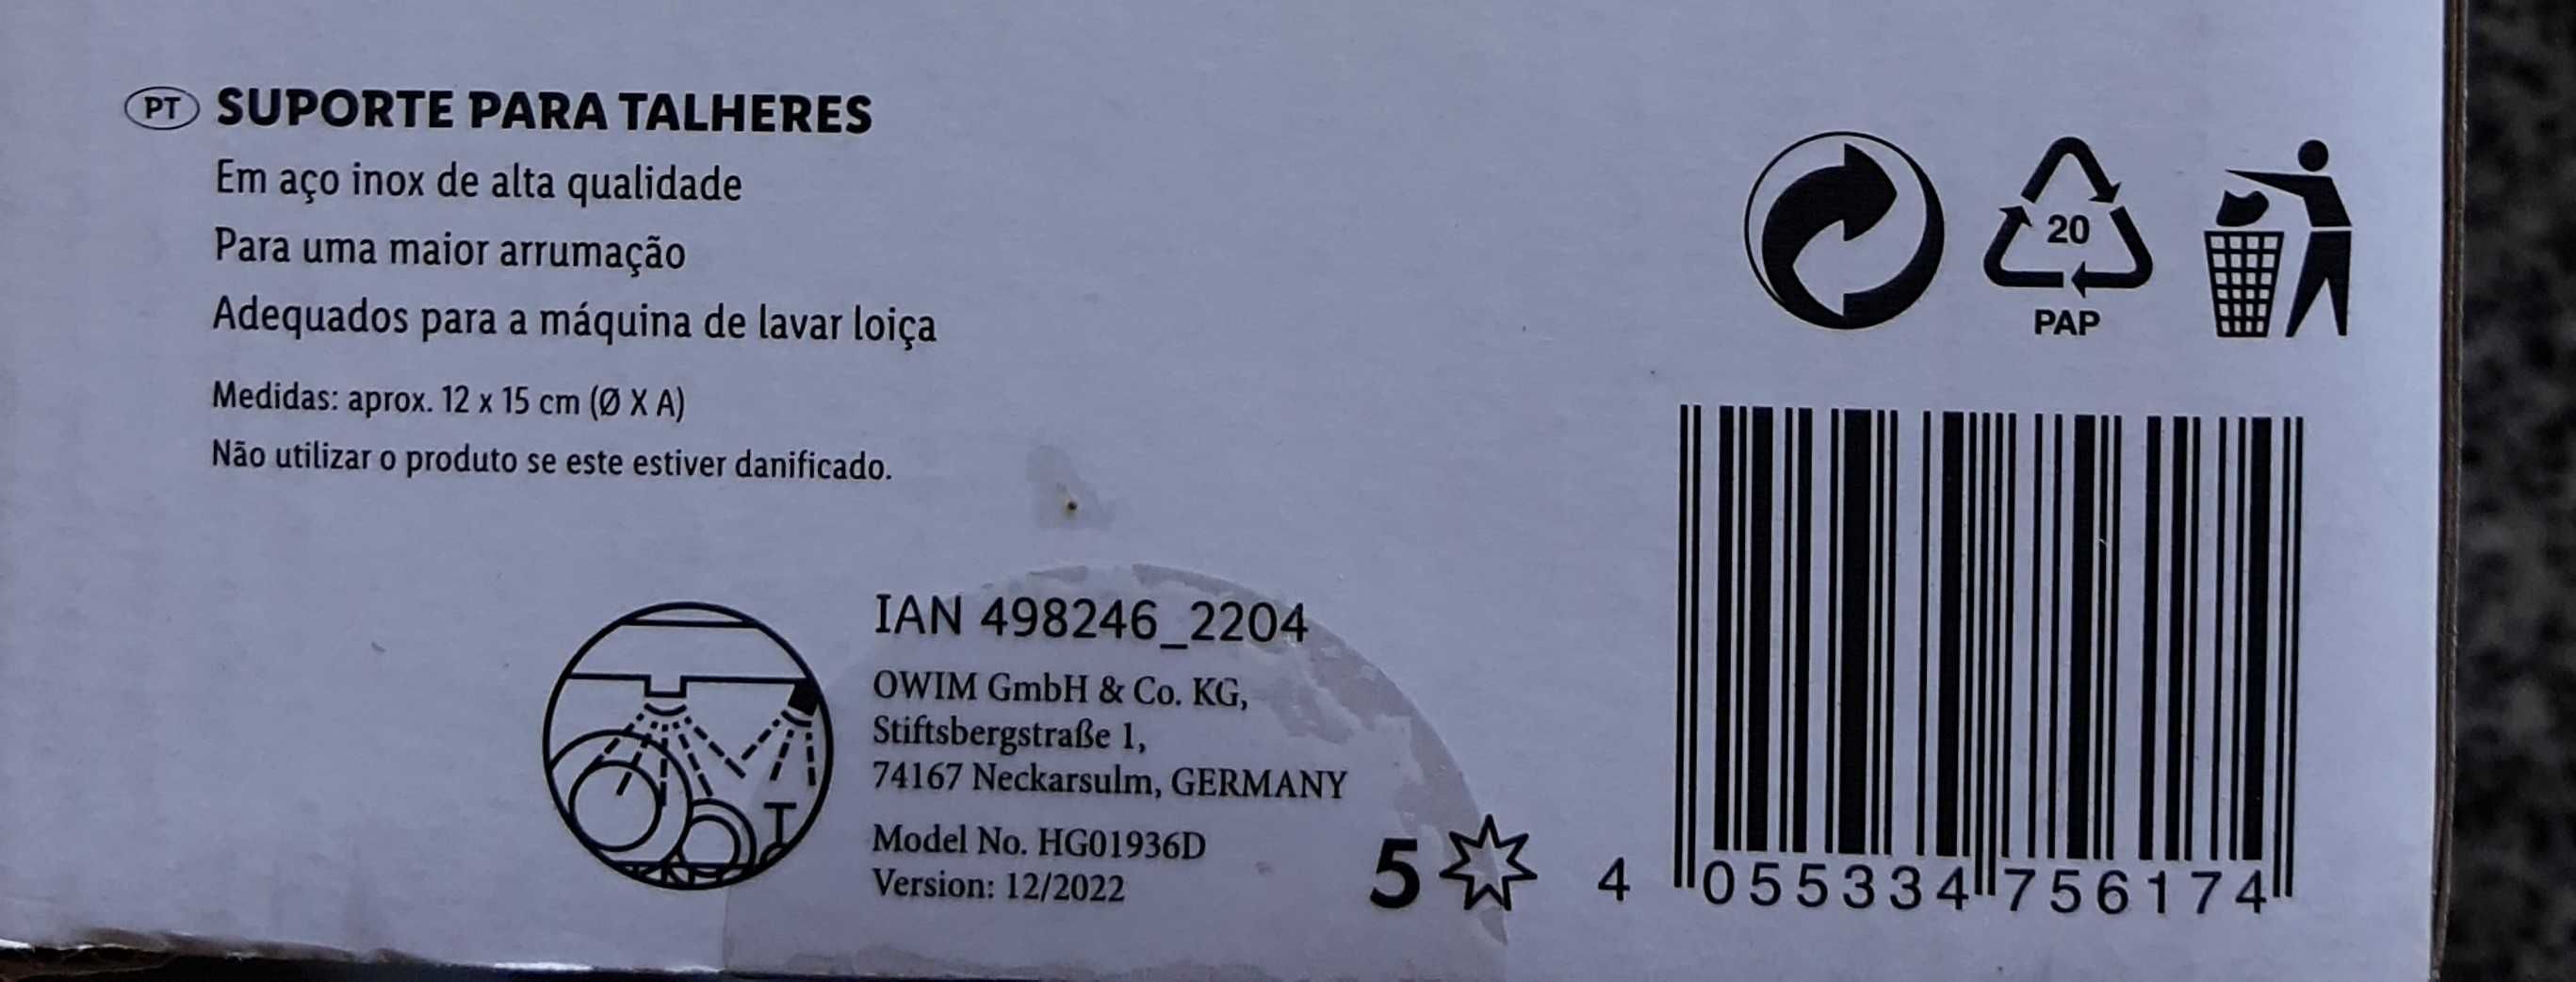 PT SUPORTE PARA TALHERES
Em aço inox de alta qualidade
Para uma maior arrumação
Adequados para a máquina de lavar loiça
Medidas: aprox. 12 x 15 cm (Ø X A)
Não utilizar o produto se este estiver danificado.
20
PAP
IAN 498246_2204
OWIM GmbH & Co. KG,
Stiftsbergstraße 1,
74167 Neckarsulm, GERMANY
Model No. HG01936D
Version: 12/2022
5
4 055334 756174